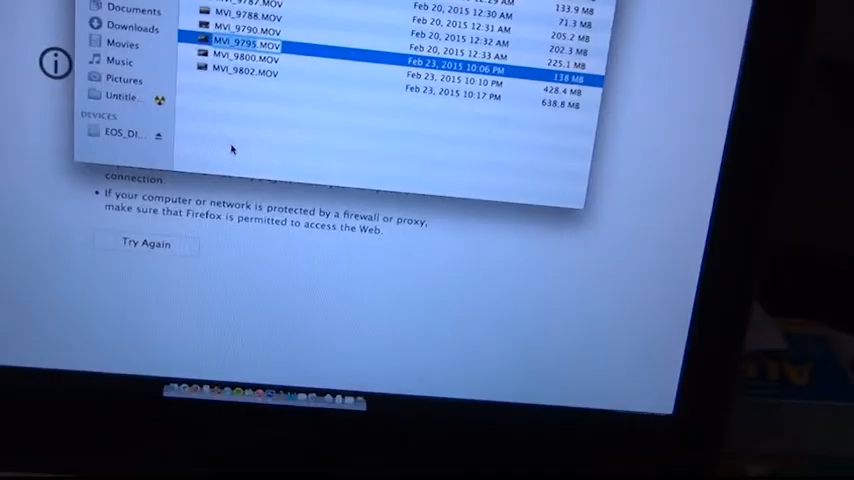 Documents
Downloads
Movies
Music
Pictures
Untitle...
DEVICES
EOS_DI...
MVI_9787.MOV 133.9 MB
MVI_9788.MOV Feb 20, 2015 12:30 AM 71.3 MB
MVI_9790.MOV Feb 20, 2015 12:31 AM 205.2 MB
MVI_9795.MOV Feb 20, 2015 12:32 AM 202.3 MB
MVI_9800.MOV Feb 20, 2015 12:33 AM 225.1 MB
MVI_9802.MOV Feb 23, 2015 10:06 PM 138 MB
Feb 23, 2015 10:10 PM 428.4 MB
Feb 23, 2015 10:17 PM 638.8 MB
connection.
• If your computer or network is protected by a firewall or proxy,
make sure that Firefox is permitted to access the Web.
Try Again